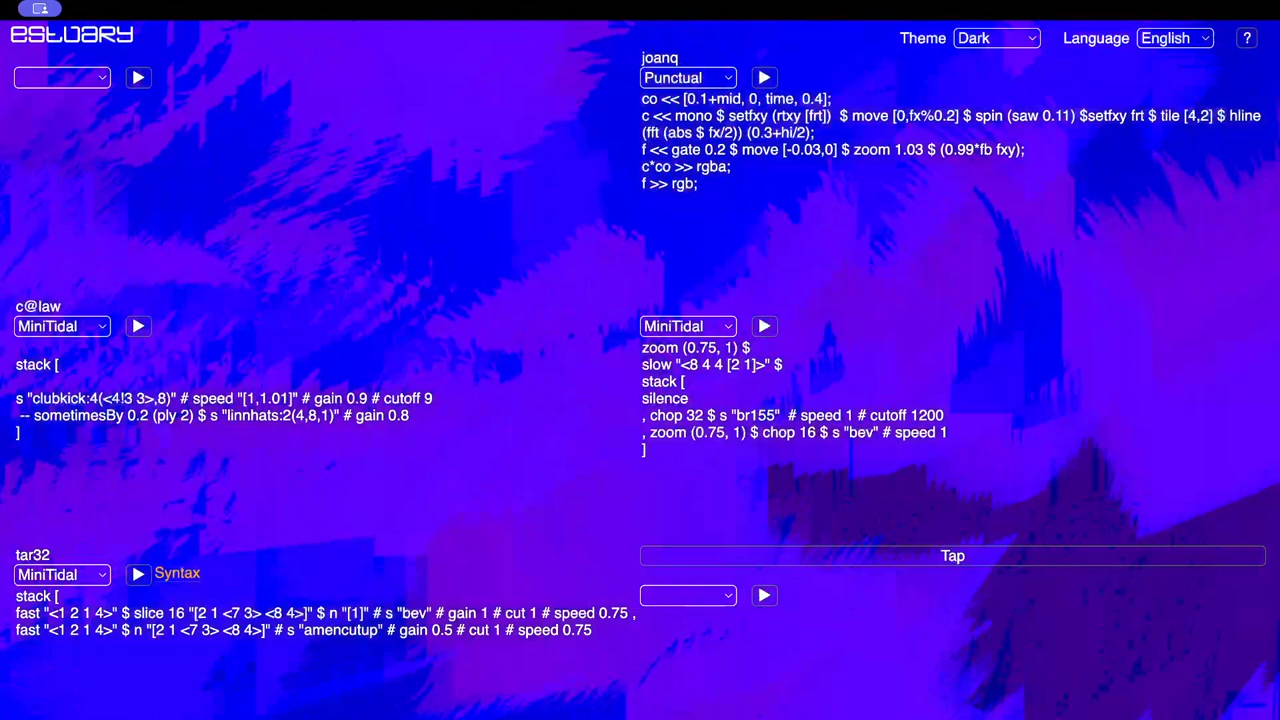 estuary
Theme Dark Language English ?
joanq
Punctual
co << [0.1+mid, 0, time, 0.4];
c << mono $ setfxy (rtxy [frt]) $ move [0,fx%0.2] $ spin (saw 0.11) $setfxy frt $ tile [4,2] $ hline
(fft (abs $ fx/2)) (0.3+hi/2);
f << gate 0.2 $ move [-0.03,0] $ zoom 1.03 $ (0.99*fb fxy);
c*co >> rgba;
f >> rgb;
c@law
MiniTidal
stack [
s "clubkick:4(<4!3 3>,8)" # speed "[1,1.01]" # gain 0.9 # cutoff 9
-- sometimesBy 0.2 (ply 2) $ s "linnhats:2(4,8,1)" # gain 0.8
]
MiniTidal
zoom (0.75, 1) $
slow "<8 4 4 [2 1]>" $
stack [
silence
, chop 32 $ s "br155" # speed 1 # cutoff 1200
, zoom (0.75, 1) $ chop 16 $ s "bev" # speed 1
]
tar32
MiniTidal Syntax
stack [
fast "<1 2 1 4>" $ slice 16 "[2 1 <7 3> <8 4>]" $ n "[1]" # s "bev" # gain 1 # cut 1 # speed 0.75 ,
fast "<1 2 1 4>" $ n "[2 1 <7 3> <8 4>]" # s "amencutup" # gain 0.5 # cut 1 # speed 0.75
Tap